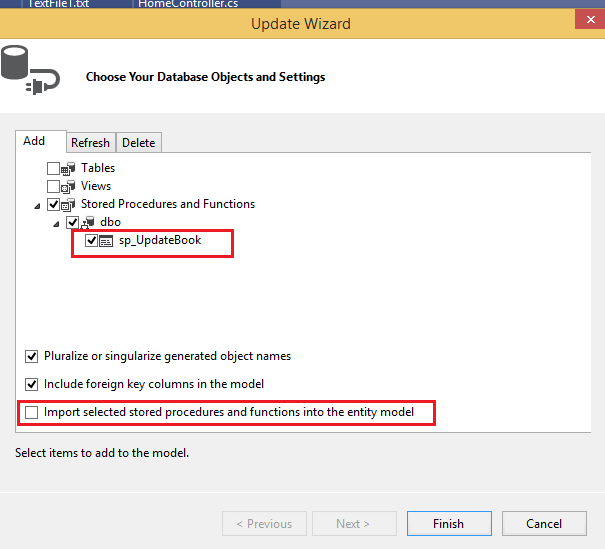 TextFile1.txt HomeController.cs
Update Wizard
Choose Your Database Objects and Settings
Add Refresh Delete
Tables
Views
Stored Procedures and Functions
dbo
sp_UpdateBook
Pluralize or singularize generated object names
Include foreign key columns in the model
Import selected stored procedures and functions into the entity model
Select items to add to the model.
< Previous Next > Finish Cancel